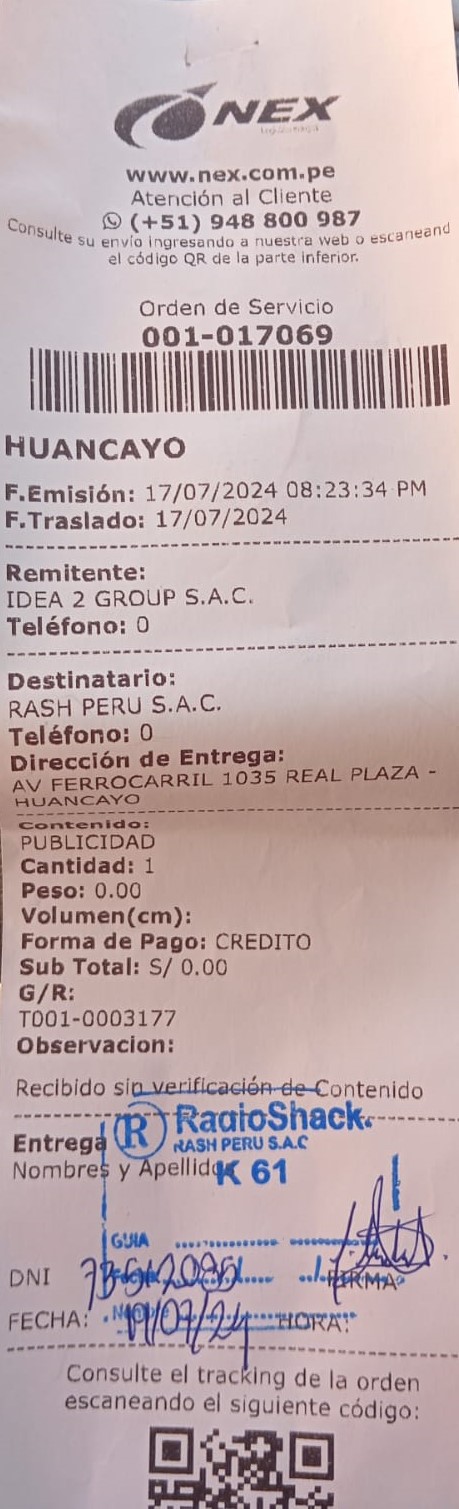 NEX
www.nex.com.pe
Atención al Cliente
(+51) 948 800 987
Consulte su envío ingresando a nuestra web o escaneand
el código QR de la parte inferior.
Orden de Servicio
001-017069
HUANCAYO
F.Emisión: 17/07/2024 08:23:34 PM
F.Traslado: 17/07/2024
Remitente:
IDEA 2 GROUP S.A.C.
Teléfono: 0
Destinatario:
RASH PERU S.A.C.
Teléfono: 0
Dirección de Entrega:
AV FERROCARRIL 1035 REAL PLAZA -
HUANCAYO
Contenido:
PUBLICIDAD
Cantidad: 1
Peso: 0.00
Volumen(cm):
Forma de Pago: CREDITO
Sub Total: S/ 0.00
G/R:
T001-0003177
Observacion:
Recibido sin verificación de Contenido
R RadioShack.
Entrega RASH PERU S.A.C
Nombres y Apellido K 61
GUIA
DNI FIRMA
FECHA: 19/07/24 HORA:
Consulte el tracking de la orden
escaneando el siguiente código: